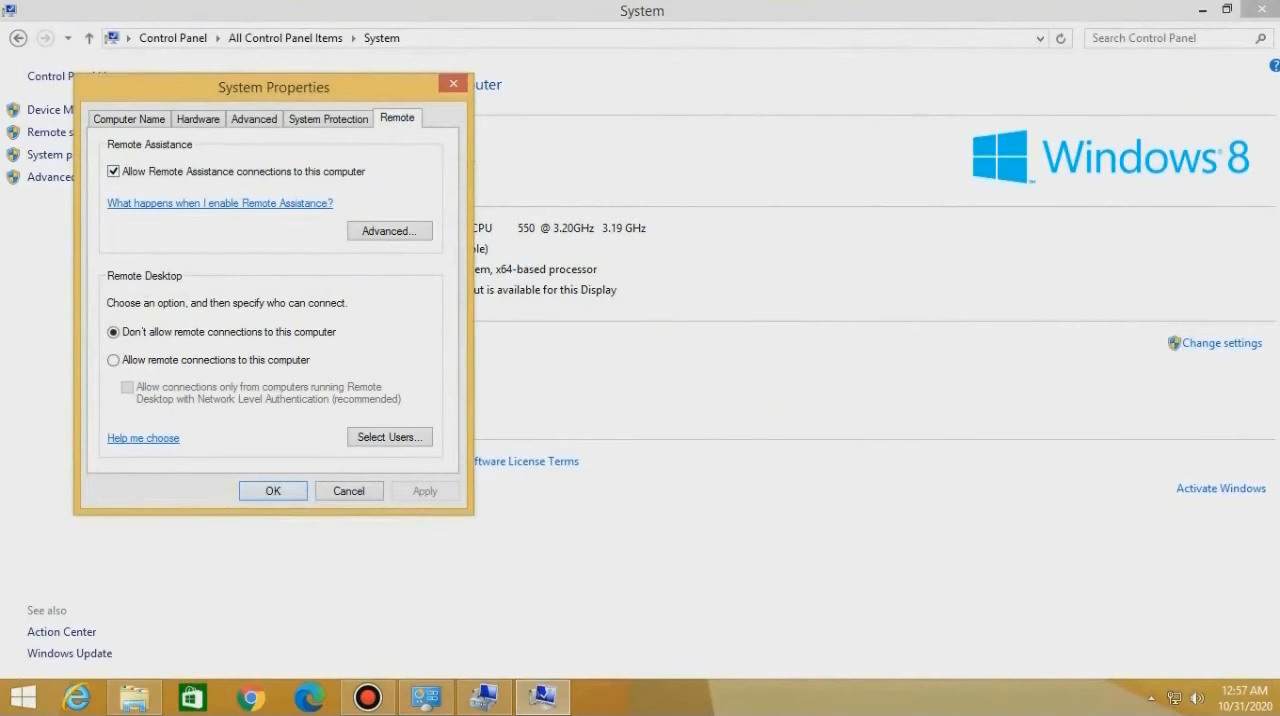 System
Control Panel
All Control Panel Items
System
Search Control Panel
Control
System Properties
uter
Device M
Remote s
System p
Advanced
Computer Name
Hardware
Advanced
System Protection
Remote
Remote Assistance
Allow Remote Assistance connections to this computer
What happens when I enable Remote Assistance?
Advanced...
Remote Desktop
Choose an option, and then specify who can connect.
Don't allow remote connections to this computer
Allow remote connections to this computer
Allow connections only from computers running Remote
Desktop with Network Level Authentication (recommended)
Help me choose
Select Users...
OK
Cancel
Apply
Windows 8
CPU 550 @ 3.20GHz 3.19 GHz
ble)
em, x64-based processor
ut is available for this Display
Change settings
ftware License Terms
Activate Windows
See also
Action Center
Windows Update
12:57 AM
10/31/2020